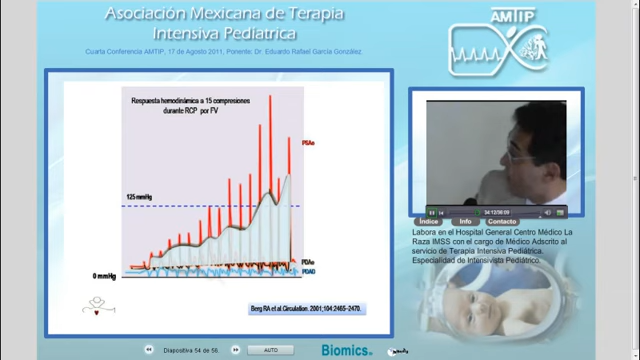 Asociación Mexicana de Terapia
Intensiva Pediátrica
Cuarta Conferencia AMTIP, 17 de Agosto 2011, Ponente: Dr. Eduardo Rafael García González.
AMTIP
Respuesta hemodinámica a 15 compresiones
durante RCP por FV
PSAo
125 mmHg
PDAo
PDAD
0 mmHg
Berg RA et al. Circulation. 2001;104:2465-2470.
34:12/56:09
Índice
Info
Contacto
Labora en el Hospital General Centro Médico La
Raza IMSS con el cargo de Médico Adscrito al
servicio de Terapia Intensiva Pediátrica.
Especialidad de Intensivista Pediátrico.
Diapositiva 54 de 56.
AUTO
Biomics